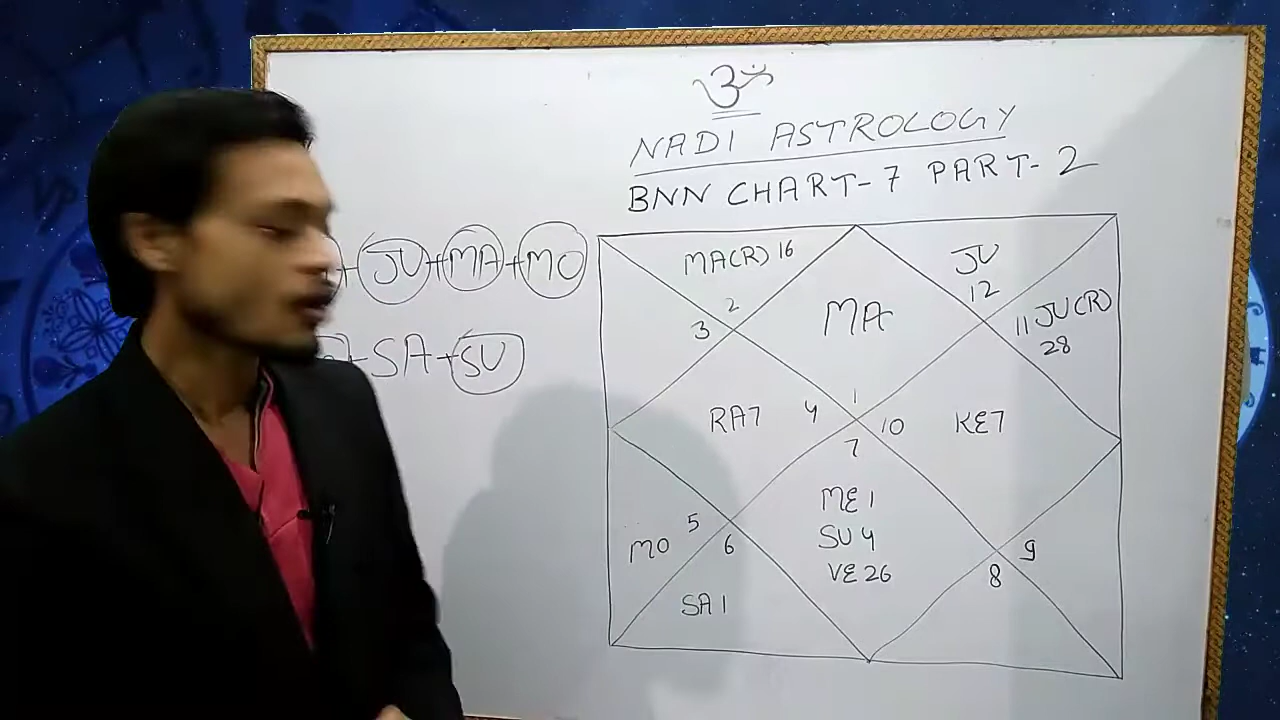 ॐ
NADI ASTROLOGY
BNN CHART-7 PART-2
+JU+MA+MO
+SA+SU
MA(R) 16
2
3
MA
1
JU
12
11 JU(R)
28
RA7
4
10
KE7
7
ME 1
SU 4
VE 26
5
MO
6
SA 1
9
8